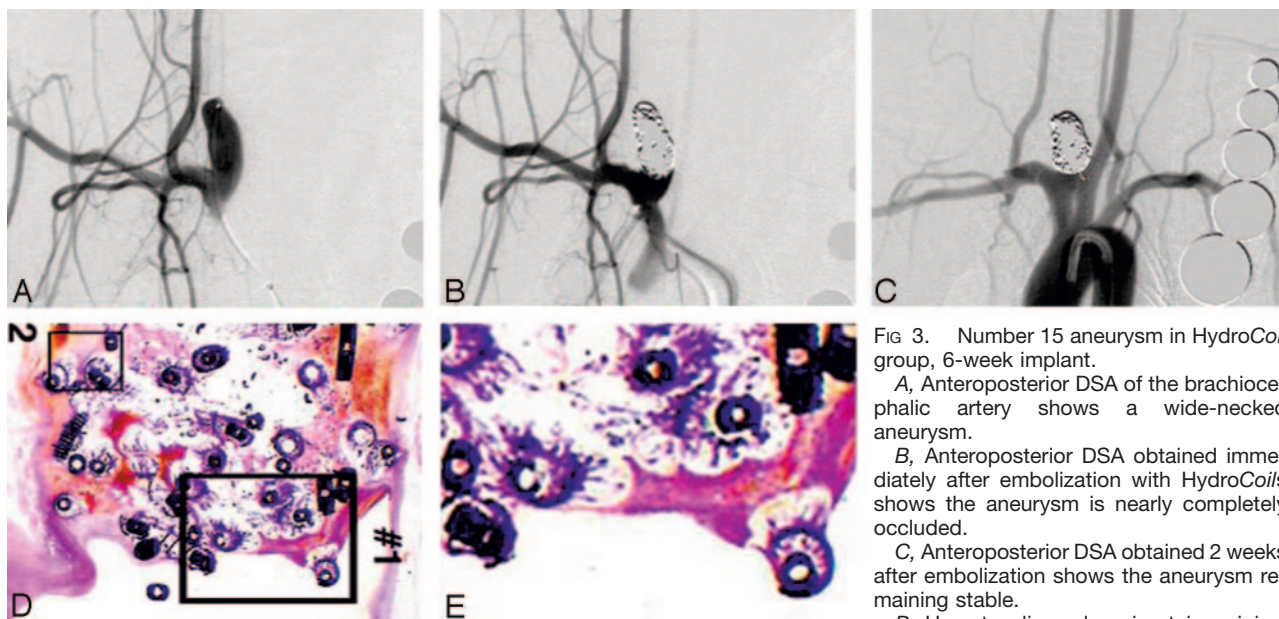 A
B
C
2
#1
D
E
FIG 3. Number 15 aneurysm in HydroCoil
group, 6-week implant.
A, Anteroposterior DSA of the brachioce-
phalic artery shows a wide-necked
aneurysm.
B, Anteroposterior DSA obtained imme-
diately after embolization with HydroCoils
shows the aneurysm is nearly completely
occluded.
C, Anteroposterior DSA obtained 2 weeks
after embolization shows the aneurysm re-
maining stable.